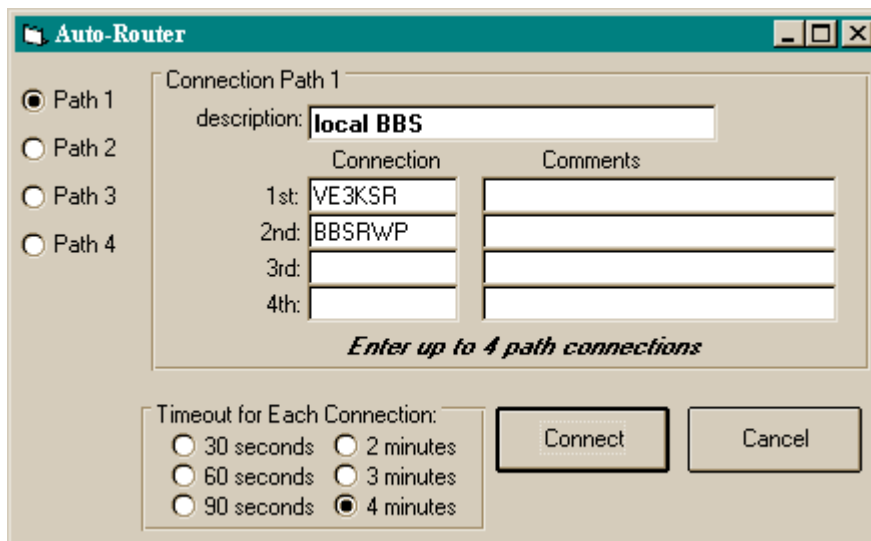 Auto-Router
Path 1
Path 2
Path 3
Path 4
Connection Path 1
description: local BBS
Connection Comments
1st: VE3KSR
2nd: BBSRWP
3rd:
4th:
Enter up to 4 path connections
Timeout for Each Connection:
30 seconds 2 minutes
60 seconds 3 minutes
90 seconds 4 minutes
Connect
Cancel